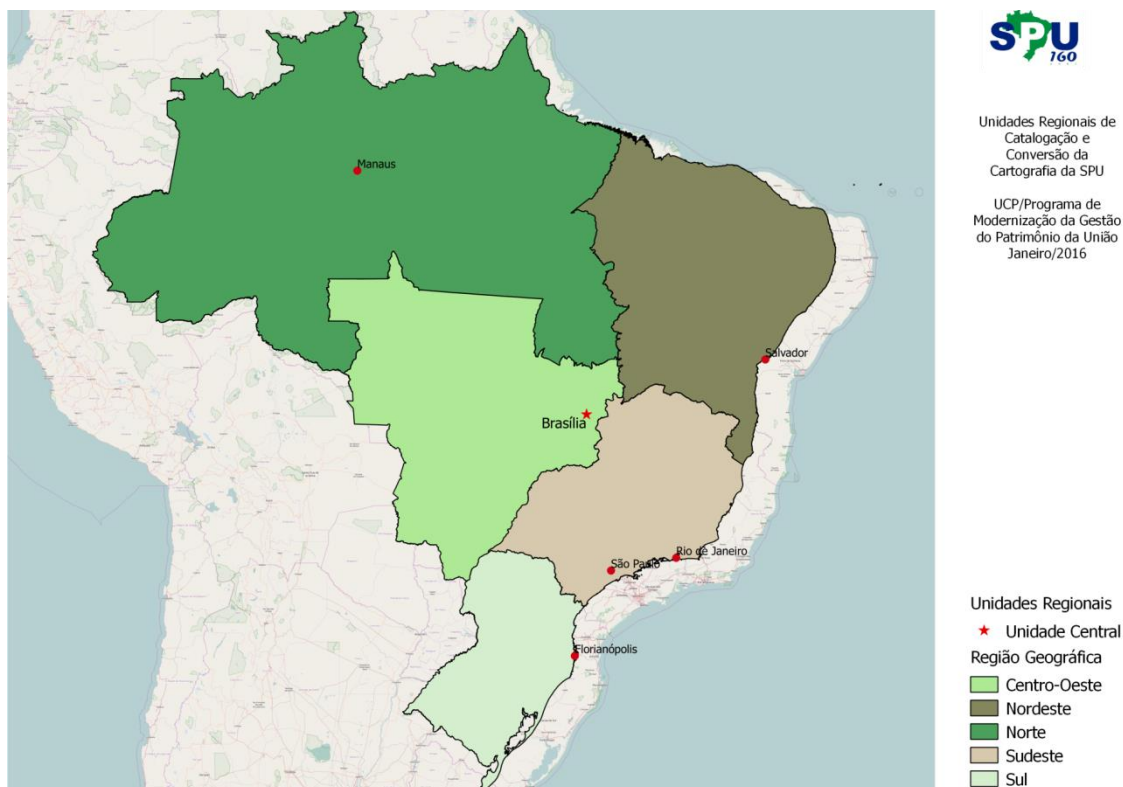 SPU
160
Unidades Regionais de
Catalogação e
Conversão da
Cartografia da SPU
UCP/Programa de
Modernização da Gestão
do Patrimônio da União
Janeiro/2016
Manaus
Salvador
Brasília
Rio de Janeiro
São Paulo
Florianópolis
Unidades Regionais
Unidade Central
Região Geográfica
Centro-Oeste
Nordeste
Norte
Sudeste
Sul